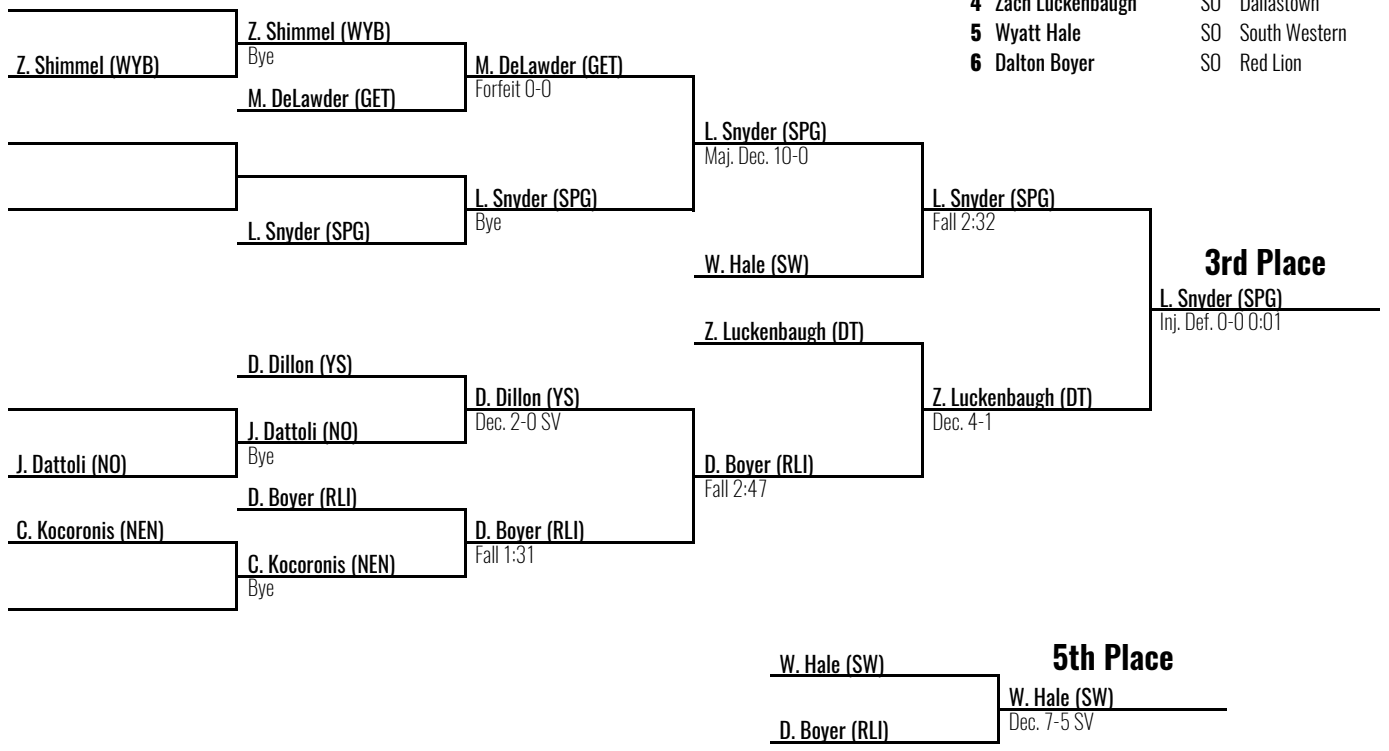 4 Zach Luckenbaugh SO Dallastown
5 Wyatt Hale SO South Western
6 Dalton Boyer SO Red Lion
Z. Shimmel (WYB)
Z. Shimmel (WYB)
Bye
M. DeLawder (GET)
M. DeLawder (GET)
Forfeit 0-0
L. Snyder (SPG)
L. Snyder (SPG)
Bye
L. Snyder (SPG)
Maj. Dec. 10-0
W. Hale (SW)
L. Snyder (SPG)
Fall 2:32
3rd Place
L. Snyder (SPG)
Inj. Def. 0-0 0:01
Z. Luckenbaugh (DT)
Z. Luckenbaugh (DT)
Dec. 4-1
D. Dillon (YS)
D. Dillon (YS)
Dec. 2-0 SV
J. Dattoli (NO)
J. Dattoli (NO)
Bye
D. Boyer (RLI)
Fall 2:47
D. Boyer (RLI)
D. Boyer (RLI)
Fall 1:31
C. Kocoronis (NEN)
C. Kocoronis (NEN)
Bye
5th Place
W. Hale (SW)
D. Boyer (RLI)
W. Hale (SW)
Dec. 7-5 SV